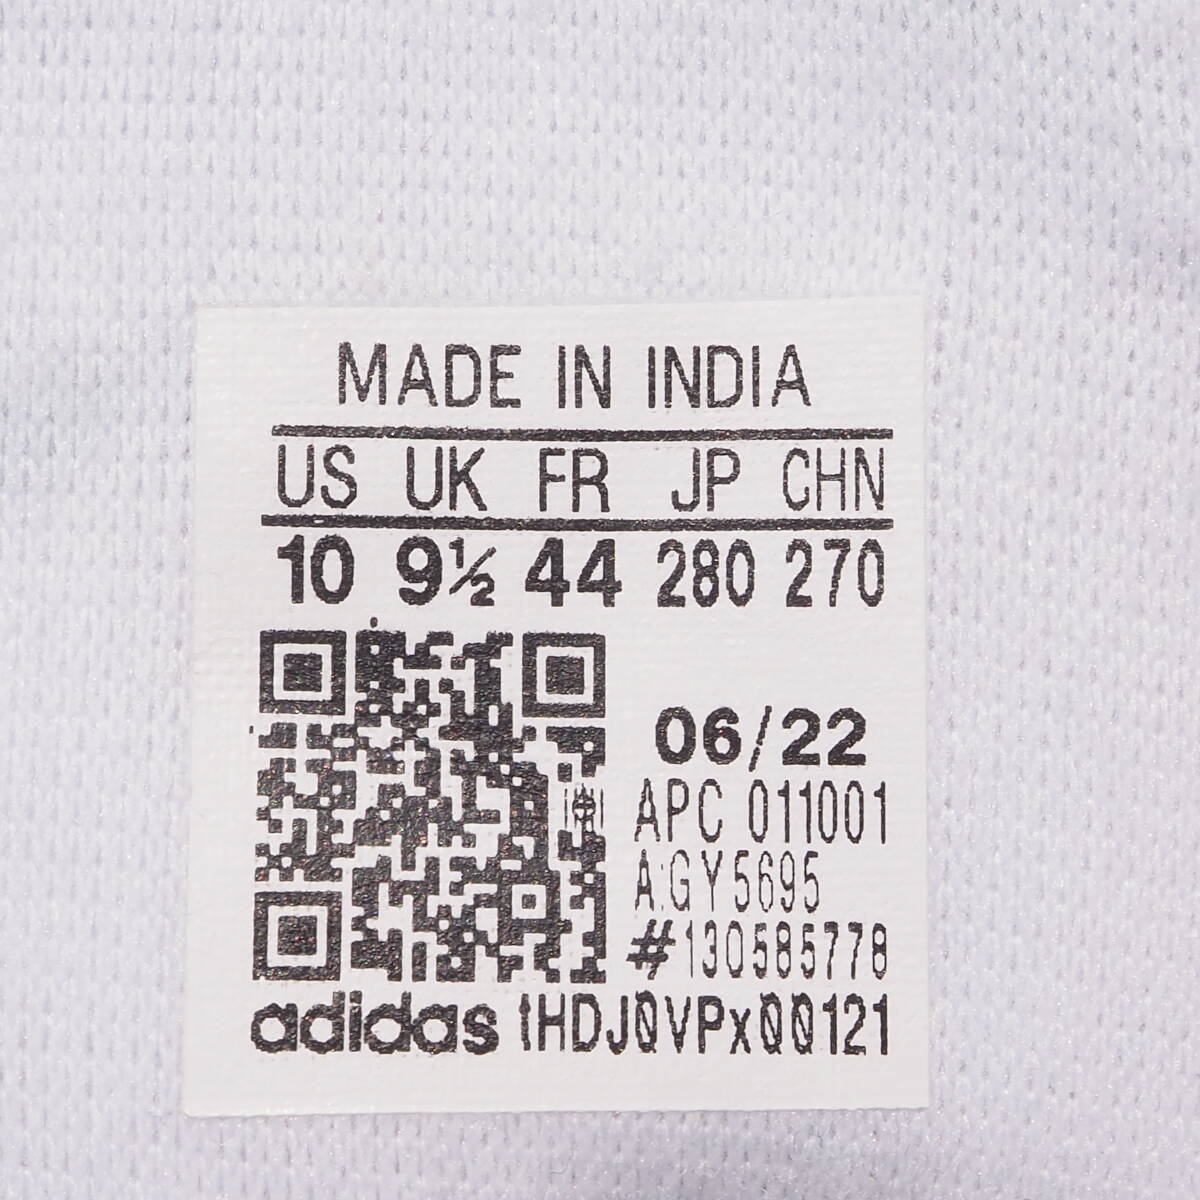 MADE IN INDIA
US UK FR JP CHN
10 9½ 44 280 270
06/22
APC 011001
A:GY5695
#130585778
adidas tHDJ0VPx00121